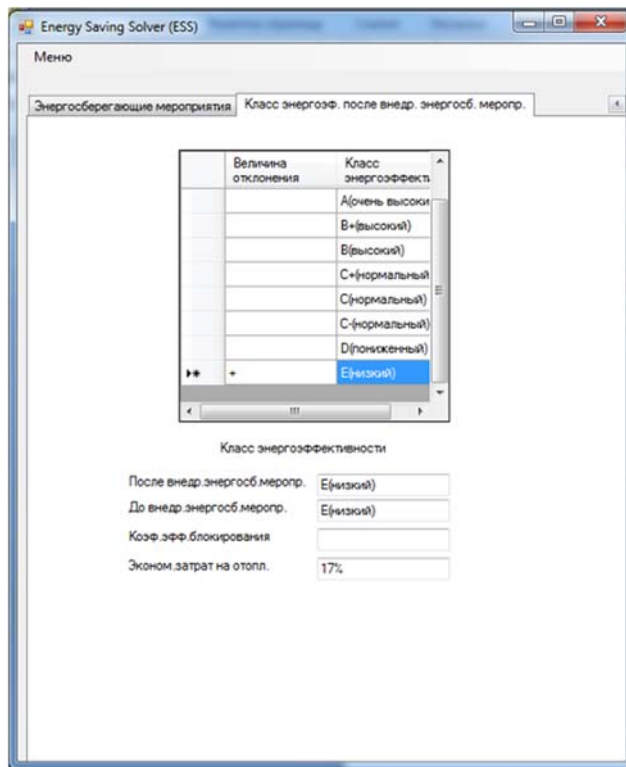 Energy Saving Solver (ESS)
Меню
Энергосберегающие мероприятия
Класс энергоэф. после внедр. энергосб. меропр.
Величина отклонения
Класс энергоэффекти
A(очень высоки
B+(высокий)
B(высокий)
C+(нормальный
C(нормальный)
C-(нормальный)
D(пониженный)
+
E(низкий)
Класс энергоэффективности
После внедр.энергосб.меропр.
E(низкий)
До внедр.энергосб.меропр.
E(низкий)
Коэф.эфф.блокирования
Эконом.затрат на отопл.
17%